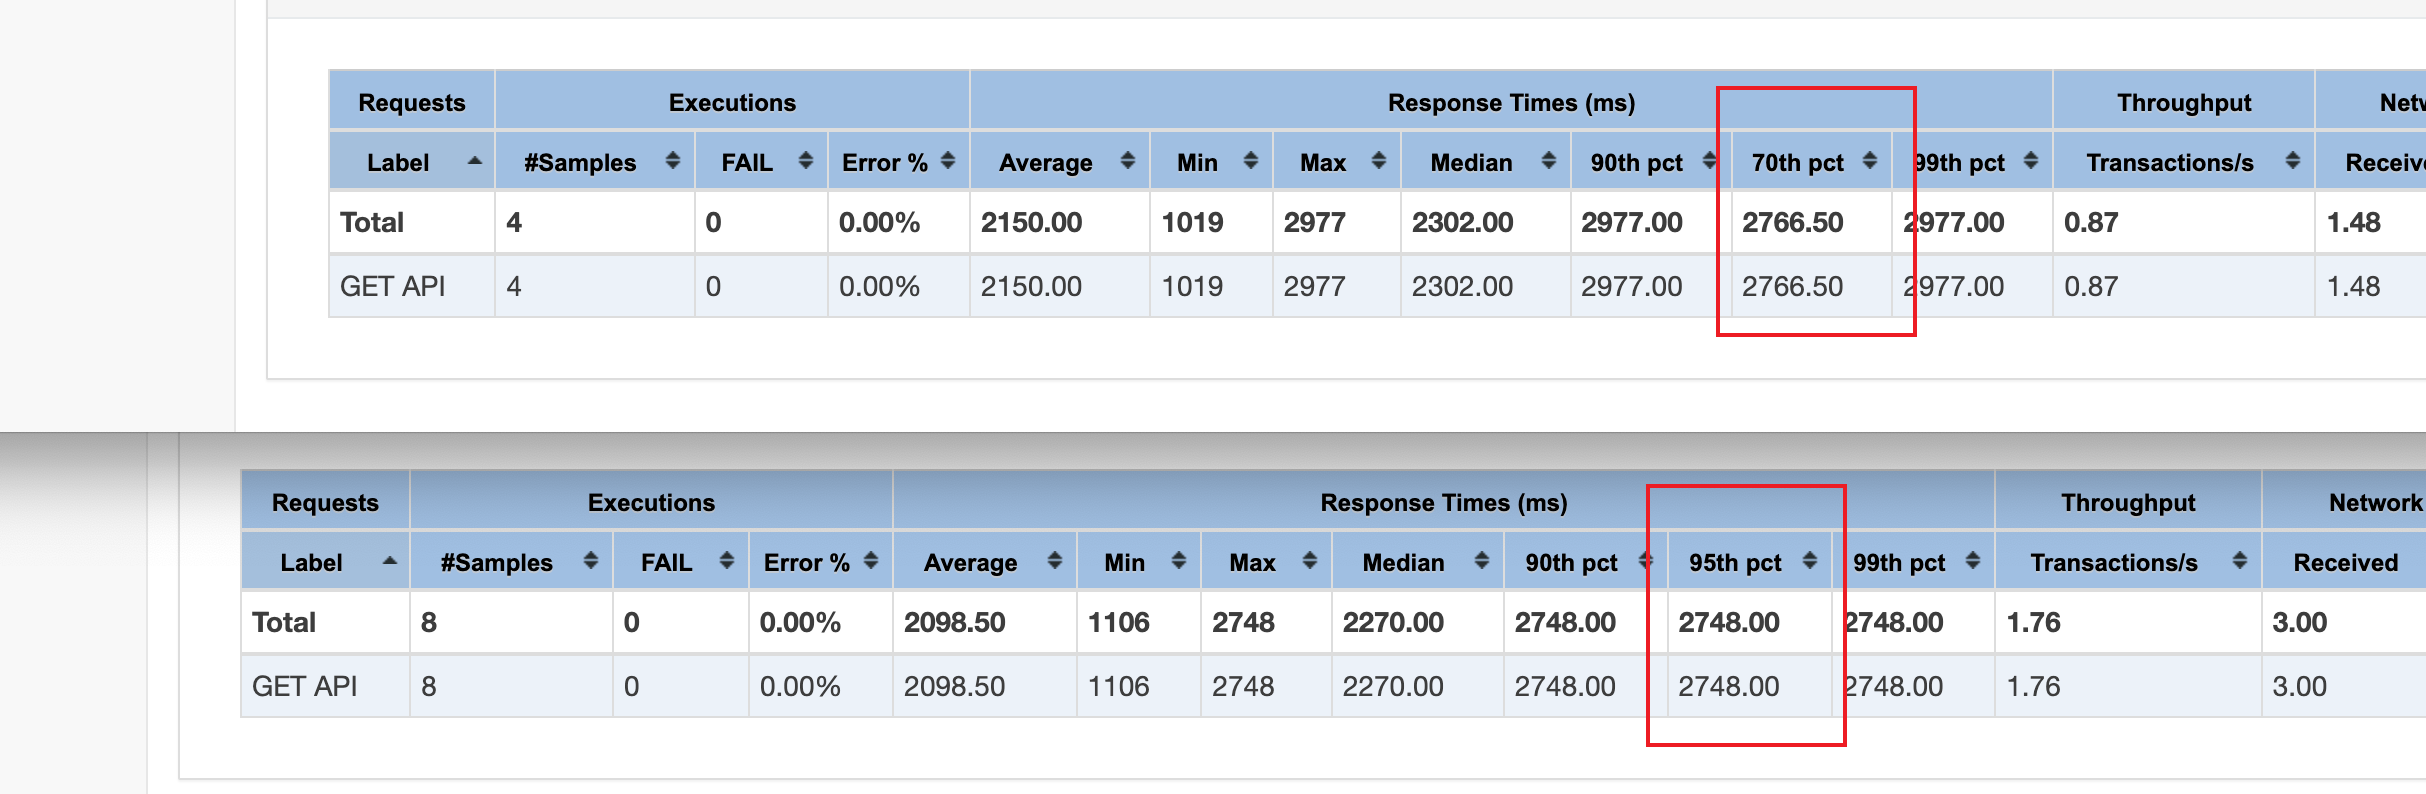 Requests Executions Response Times (ms) Throughput Netw
Label #Samples FAIL Error % Average Min Max Median 90th pct 70th pct 99th pct Transactions/s Receive
Total 4 0 0.00% 2150.00 1019 2977 2302.00 2977.00 2766.50 2977.00 0.87 1.48
GET API 4 0 0.00% 2150.00 1019 2977 2302.00 2977.00 2766.50 2977.00 0.87 1.48
Requests Executions Response Times (ms) Throughput Network
Label #Samples FAIL Error % Average Min Max Median 90th pct 95th pct 99th pct Transactions/s Received
Total 8 0 0.00% 2098.50 1106 2748 2270.00 2748.00 2748.00 2748.00 1.76 3.00
GET API 8 0 0.00% 2098.50 1106 2748 2270.00 2748.00 2748.00 2748.00 1.76 3.00